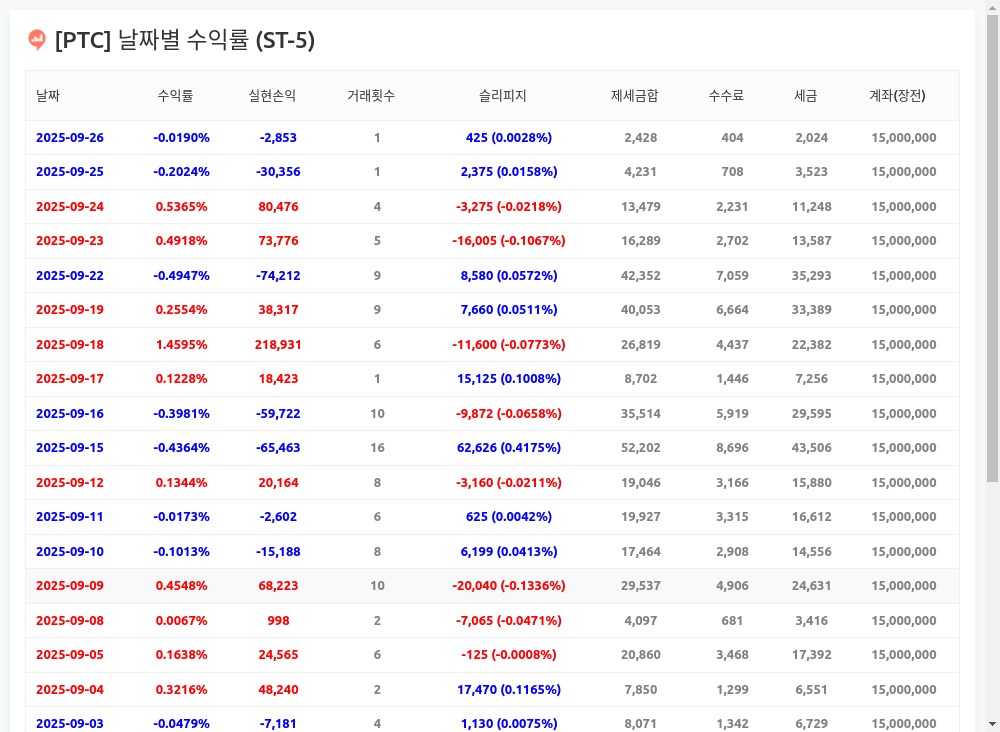 [PTC] 날짜별 수익률 (ST-5)
날짜 수익률 실현손익 거래횟수 슬리피지 제세금합 수수료 세금 계좌(장전)
2025-09-26 -0.0190% -2,853 1 425 (0.0028%) 2,428 404 2,024 15,000,000
2025-09-25 -0.2024% -30,356 1 2,375 (0.0158%) 4,231 708 3,523 15,000,000
2025-09-24 0.5365% 80,476 4 -3,275 (-0.0218%) 13,479 2,231 11,248 15,000,000
2025-09-23 0.4918% 73,776 5 -16,005 (-0.1067%) 16,289 2,702 13,587 15,000,000
2025-09-22 -0.4947% -74,212 9 8,580 (0.0572%) 42,352 7,059 35,293 15,000,000
2025-09-19 0.2554% 38,317 9 7,660 (0.0511%) 40,053 6,664 33,389 15,000,000
2025-09-18 1.4595% 218,931 6 -11,600 (-0.0773%) 26,819 4,437 22,382 15,000,000
2025-09-17 0.1228% 18,423 1 15,125 (0.1008%) 8,702 1,446 7,256 15,000,000
2025-09-16 -0.3981% -59,722 10 -9,872 (-0.0658%) 35,514 5,919 29,595 15,000,000
2025-09-15 -0.4364% -65,463 16 62,626 (0.4175%) 52,202 8,696 43,506 15,000,000
2025-09-12 0.1344% 20,164 8 -3,160 (-0.0211%) 19,046 3,166 15,880 15,000,000
2025-09-11 -0.0173% -2,602 6 625 (0.0042%) 19,927 3,315 16,612 15,000,000
2025-09-10 -0.1013% -15,188 8 6,199 (0.0413%) 17,464 2,908 14,556 15,000,000
2025-09-09 0.4548% 68,223 10 -20,040 (-0.1336%) 29,537 4,906 24,631 15,000,000
2025-09-08 0.0067% 998 2 -7,065 (-0.0471%) 4,097 681 3,416 15,000,000
2025-09-05 0.1638% 24,565 6 -125 (-0.0008%) 20,860 3,468 17,392 15,000,000
2025-09-04 0.3216% 48,240 2 17,470 (0.1165%) 7,850 1,299 6,551 15,000,000
2025-09-03 -0.0479% -7,181 4 1,130 (0.0075%) 8,071 1,342 6,729 15,000,000